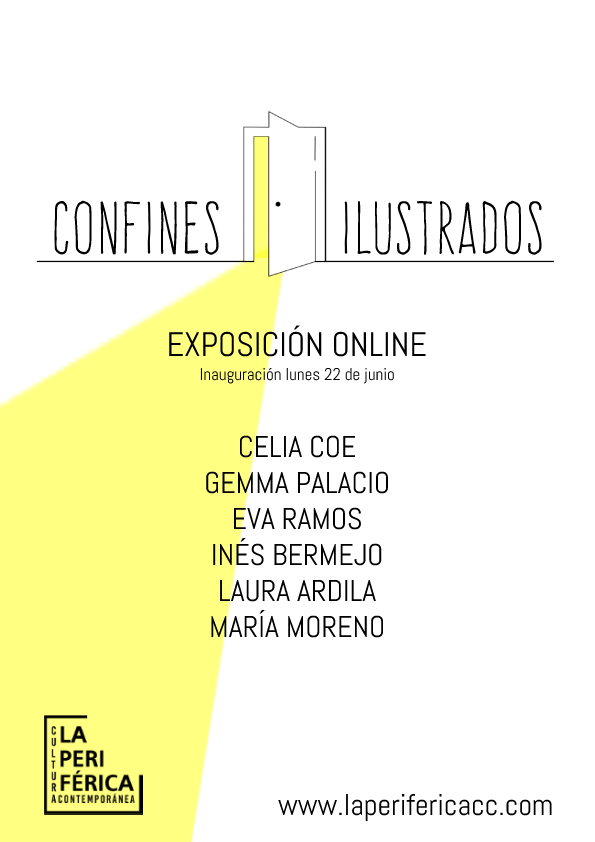 CONFINES ILUSTRADOS
EXPOSICIÓN ONLINE
Inauguración lunes 22 de junio
CELIA COE
GEMMA PALACIO
EVA RAMOS
INÉS BERMEJO
LAURA ARDILA
MARÍA MORENO
LA
PERI
FÉRICA
CULTURA
CONTEMPORÁNEA
www.laperifericacc.com